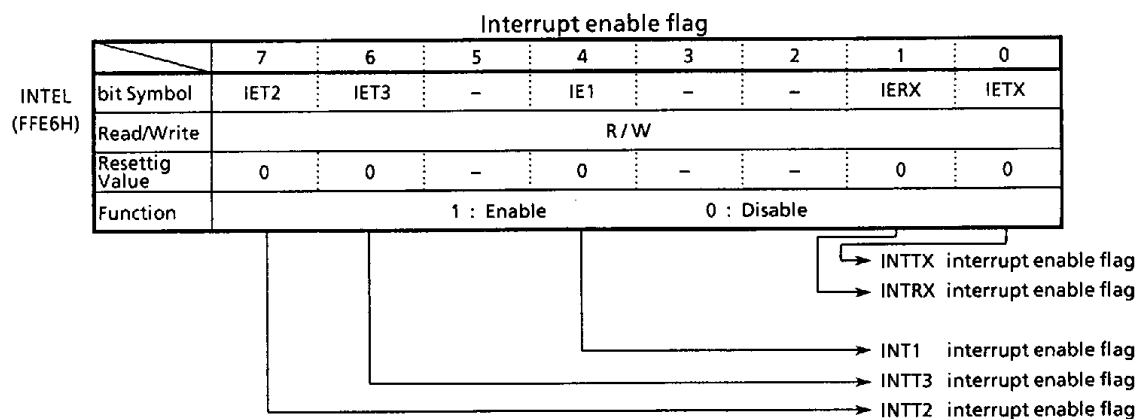 Interrupt enable flag
7 6 5 4 3 2 1 0
INTEL (FFE6H)
bit Symbol IET2 IET3 – IE1 – – IERX IETX
Read/Write R/W
Resettig Value 0 0 – 0 – – 0 0
Function 1 : Enable 0 : Disable
INTTX interrupt enable flag
INTRX interrupt enable flag
INT1 interrupt enable flag
INTT3 interrupt enable flag
INTT2 interrupt enable flag